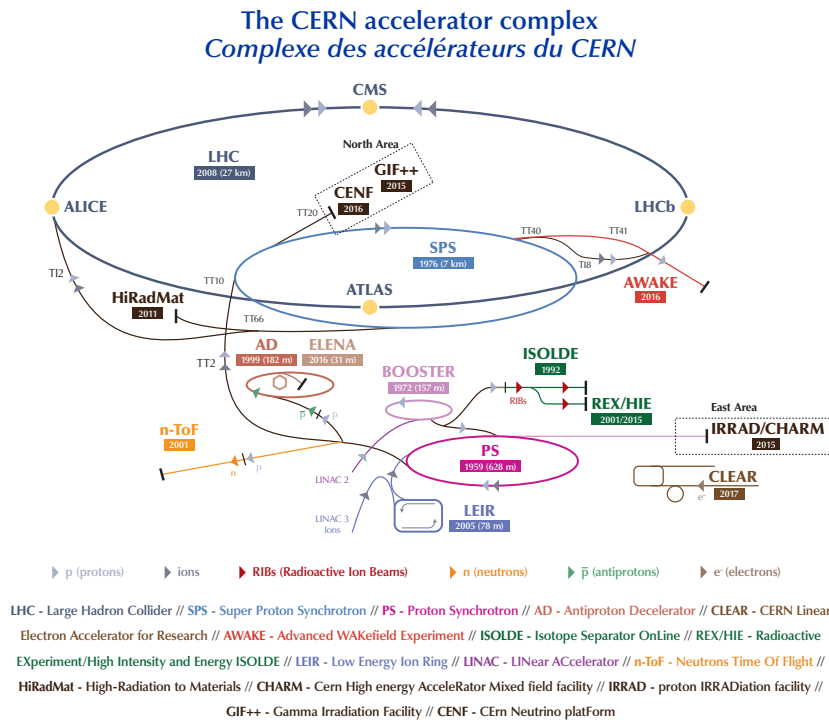 The CERN accelerator complex
Complexe des accélérateurs du CERN
CMS
North Area
LHC
2008 (27 km)
GIF++
2015
CENF
2016
TT20
ALICE
LHCb
SPS
1976 (7 km)
TT40
TT41
TI8
TI2
TT10
AWAKE
2016
HiRadMat
2011
ATLAS
TT66
AD
1999 (182 m)
ELENA
2016 (31 m)
TT2
ISOLDE
1992
BOOSTER
1972 (157 m)
RIBs
REX/HIE
2001/2015
East Area
p̅
p
n-ToF
2001
IRRAD/CHARM
2015
PS
1959 (628 m)
n
p
LINAC 2
CLEAR
2017
e-
LEIR
2005 (78 m)
LINAC 3
Ions
p (protons)
ions
RIBs (Radioactive Ion Beams)
n (neutrons)
p̅ (antiprotons)
e- (electrons)
LHC - Large Hadron Collider // SPS - Super Proton Synchrotron // PS - Proton Synchrotron // AD - Antiproton Decelerator // CLEAR - CERN Linear
Electron Accelerator for Research // AWAKE - Advanced WAKefield Experiment // ISOLDE - Isotope Separator OnLine // REX/HIE - Radioactive
EXperiment/High Intensity and Energy ISOLDE // LEIR - Low Energy Ion Ring // LINAC - LINear ACcelerator // n-ToF - Neutrons Time Of Flight //
HiRadMat - High-Radiation to Materials // CHARM - Cern High energy AcceleRator Mixed field facility // IRRAD - proton IRRADiation facility //
GIF++ - Gamma Irradiation Facility // CENF - CErn Neutrino platForm